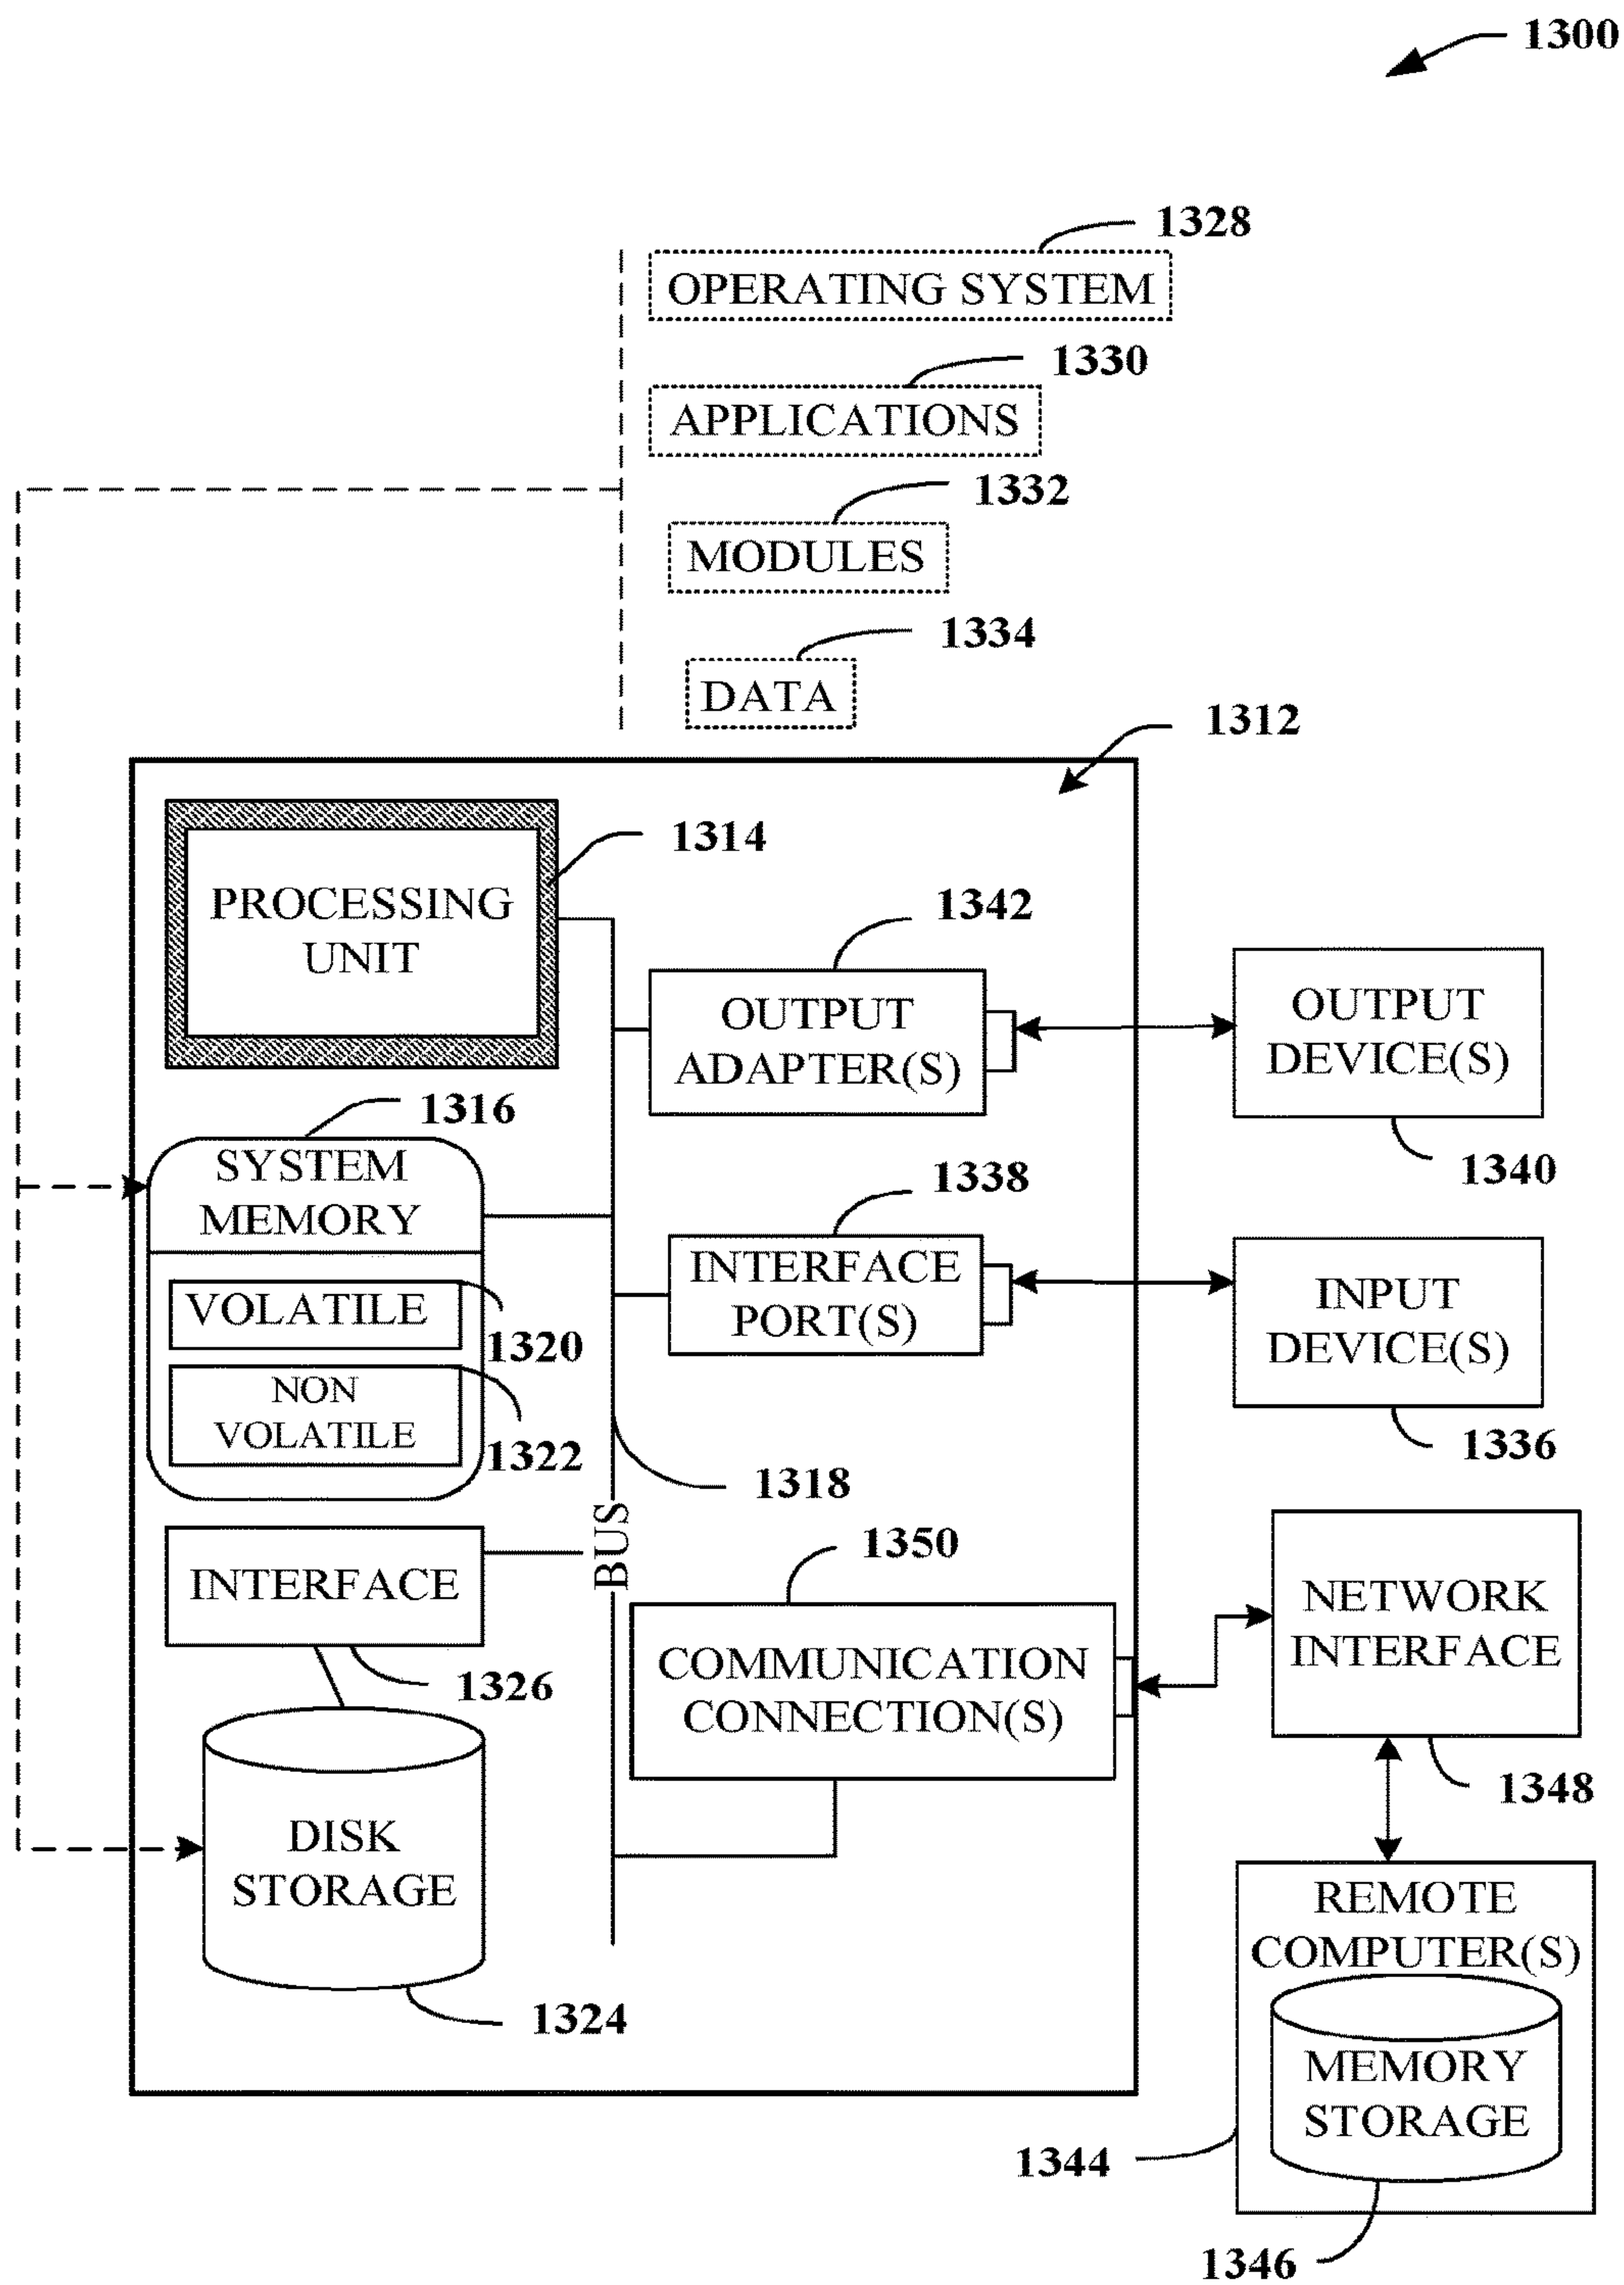 1300
1328
OPERATING SYSTEM
1330
APPLICATIONS
1332
MODULES
1334
DATA
1312
PROCESSING
UNIT
1314
1342
OUTPUT
ADAPTER(S)
OUTPUT
DEVICE(S)
1340
1316
SYSTEM
MEMORY
VOLATILE
1320
NON
VOLATILE
1322
1338
INTERFACE
PORT(S)
INPUT
DEVICE(S)
1336
1318
BUS
INTERFACE
1326
1350
COMMUNICATION
CONNECTION(S)
NETWORK
INTERFACE
1348
DISK
STORAGE
1324
REMOTE
COMPUTER(S)
MEMORY
STORAGE
1344
1346